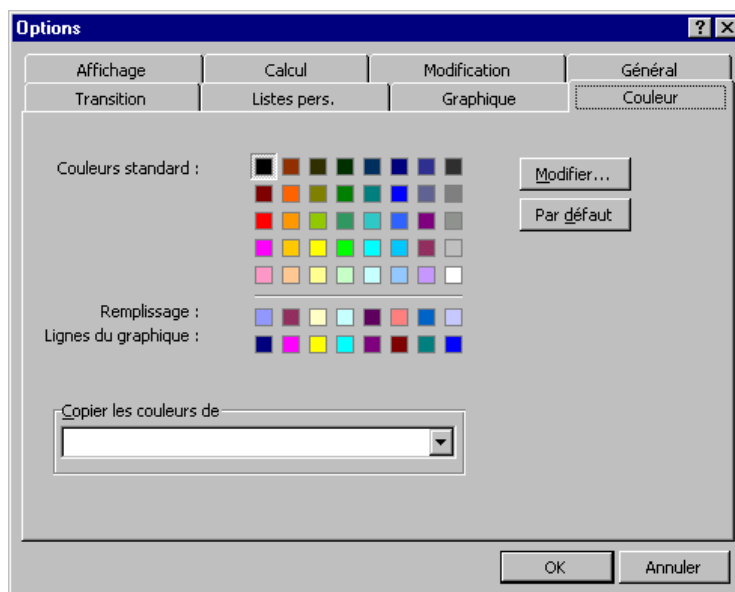 Options
Affichage
Calcul
Modification
Général
Transition
Listes pers.
Graphique
Couleur
Couleurs standard :
Modifier...
Par défaut
Remplissage :
Lignes du graphique :
Copier les couleurs de
OK
Annuler